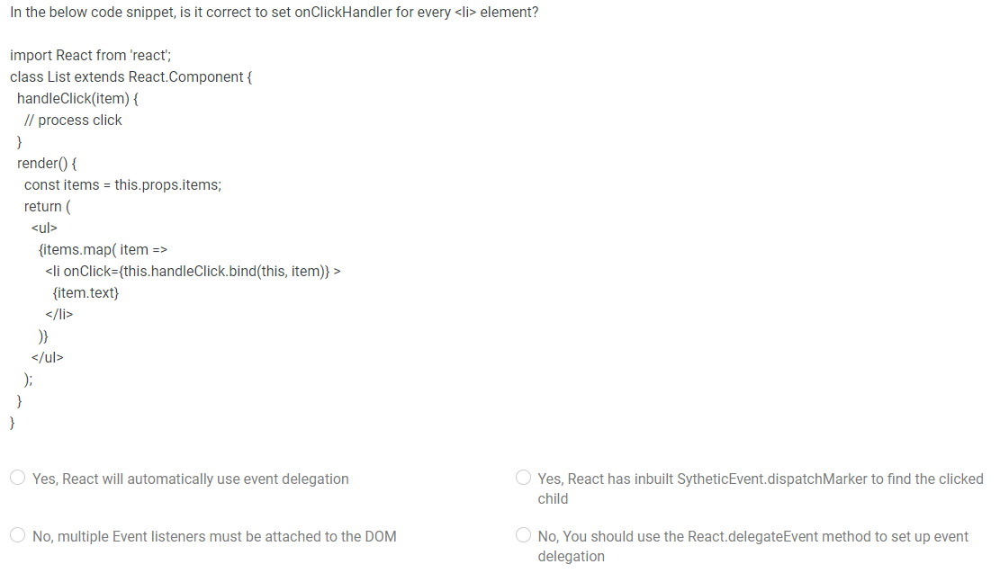 In the below code snippet, is it correct to set onClickHandler for every <li> element?
import React from 'react';
class List extends React.Component {
handleClick(item) {
// process click
}
render() {
const items = this.props.items;
return (
<ul>
{items.map( item =>
<li onClick={this.handleClick.bind(this, item)} >
{item.text}
</li>
)}
</ul>
);
}
}
Yes, React will automatically use event delegation
Yes, React has inbuilt SytheticEvent.dispatchMarker to find the clicked
child
No, multiple Event listeners must be attached to the DOM
No, You should use the React.delegateEvent method to set up event
delegation